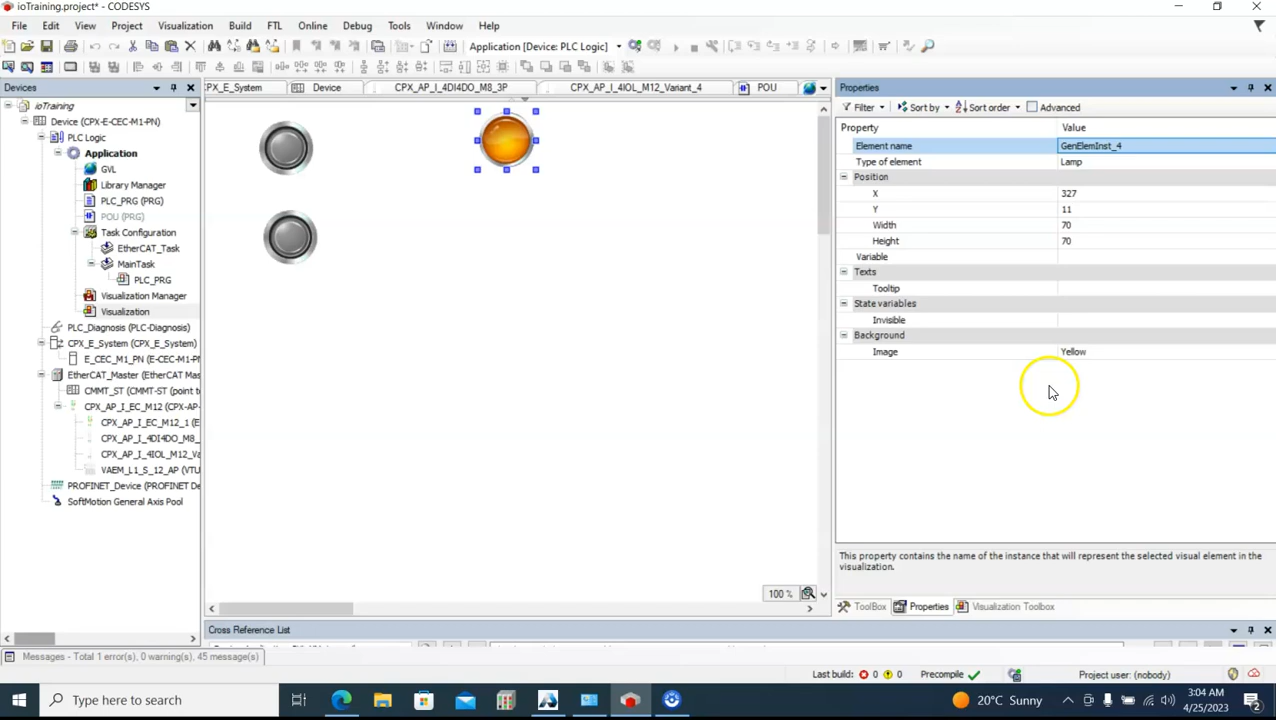 ioTraining.project* - CODESYS
File Edit View Project Visualization Build FTL Online Debug Tools Window Help
Application [Device: PLC Logic]
Devices
CPX_E_System Device CPX_AP_I_4DI4DO_M8_3P CPX_AP_I_4IOL_M12_Variant_4 POU
Properties
ioTraining
Device (CPX-E-CEC-M1-PN)
PLC Logic
Application
GVL
Library Manager
PLC_PRG (PRG)
POU (PRG)
Task Configuration
EtherCAT_Task
MainTask
PLC_PRG
Visualization Manager
Visualization
PLC_Diagnosis (PLC-Diagnosis)
CPX_E_System (CPX_E_System)
E_CEC_M1_PN (E-CEC-M1-PN
EtherCAT_Master (EtherCAT Mas
CMMT_ST (CMMT-ST (point to
CPX_AP_I_EC_M12 (CPX-AP-
CPX_AP_I_EC_M12_1 (E
CPX_AP_I_4DI4DO_M8_
CPX_AP_I_4IOL_M12_Va
VAEM_L1_S_12_AP (VTU
PROFINET_Device (PROFINET De
SoftMotion General Axis Pool
Filter Sort by Sort order Advanced
Property Value
Element name GenElemInst_4
Type of element Lamp
Position
X 327
Y 11
Width 70
Height 70
Variable
Texts
Tooltip
State variables
Invisible
Background
Image Yellow
This property contains the name of the instance that will represent the selected visual element in the
visualization.
100 %
ToolBox Properties Visualization Toolbox
Cross Reference List
Messages - Total 1 error(s), 0 warning(s), 45 message(s)
Last build: 0 0 Precompile Project user: (nobody)
Type here to search
20°C Sunny
3:04 AM
4/25/2023
2